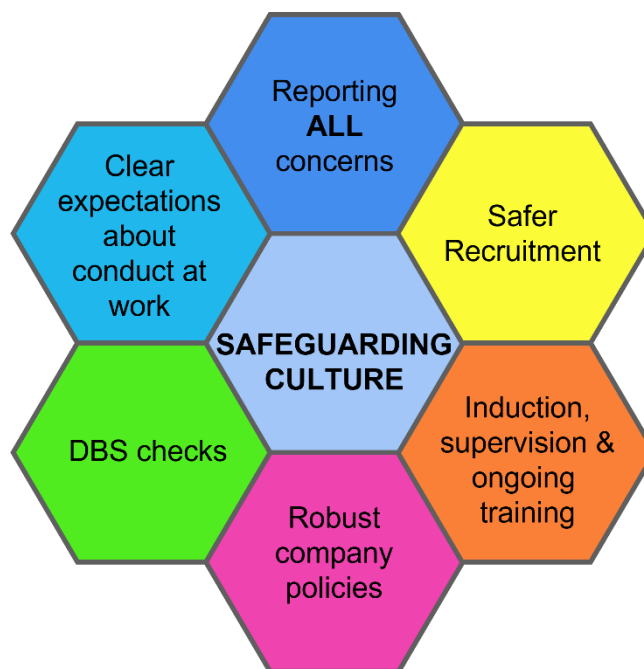 Reporting
ALL
concerns
Clear
expectations
about
conduct at
work
Safer
Recruitment
SAFEGUARDING
CULTURE
DBS checks
Induction,
supervision &
ongoing
training
Robust
company
policies